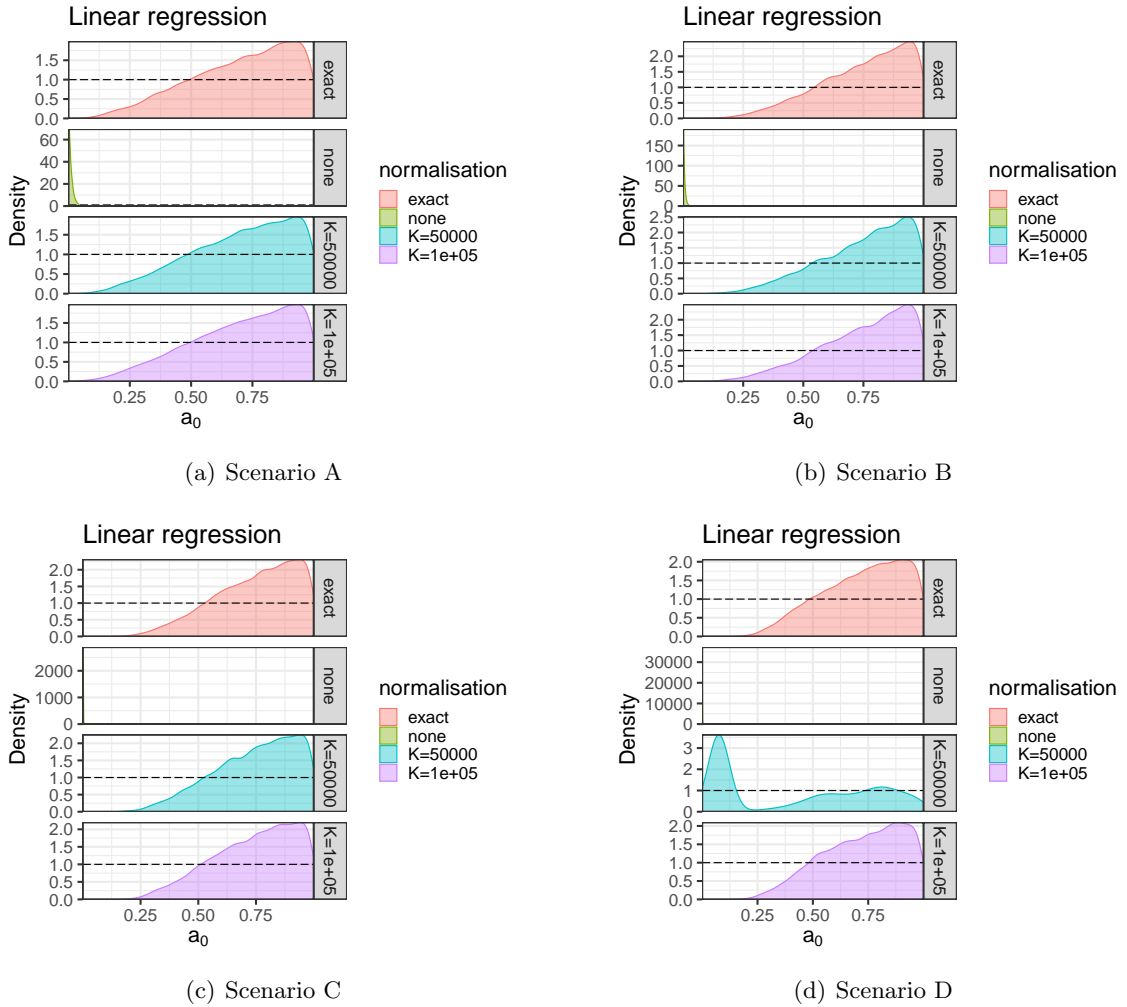 Linear regression
exact
0.5
1.0
1.5
none
0
20
40
60
K=50000
0.0
0.5
1.0
1.5
K=1e+05
0.0
0.5
1.0
1.5
0.25 0.50 0.75
a0
Density
normalisation
exact
none
K=50000
K=1e+05
(a) Scenario A
Linear regression
exact
0.0
0.5
1.0
1.5
2.0
none
0
50
100
150
K=50000
0.0
0.5
1.0
1.5
2.0
2.5
K=1e+05
0.0
0.5
1.0
1.5
2.0
0.25 0.50 0.75
a0
Density
normalisation
exact
none
K=50000
K=1e+05
(b) Scenario B
Linear regression
exact
0.0
0.5
1.0
1.5
2.0
none
0
1000
2000
K=50000
0.0
0.5
1.0
1.5
2.0
K=1e+05
0.0
0.5
1.0
1.5
2.0
0.25 0.50 0.75
a0
Density
normalisation
exact
none
K=50000
K=1e+05
(c) Scenario C
Linear regression
exact
0.0
0.5
1.0
1.5
2.0
none
0
10000
20000
30000
K=50000
0
1
2
3
K=1e+05
0.0
0.5
1.0
1.5
2.0
0.25 0.50 0.75
a0
Density
normalisation
exact
none
K=50000
K=1e+05
(d) Scenario D